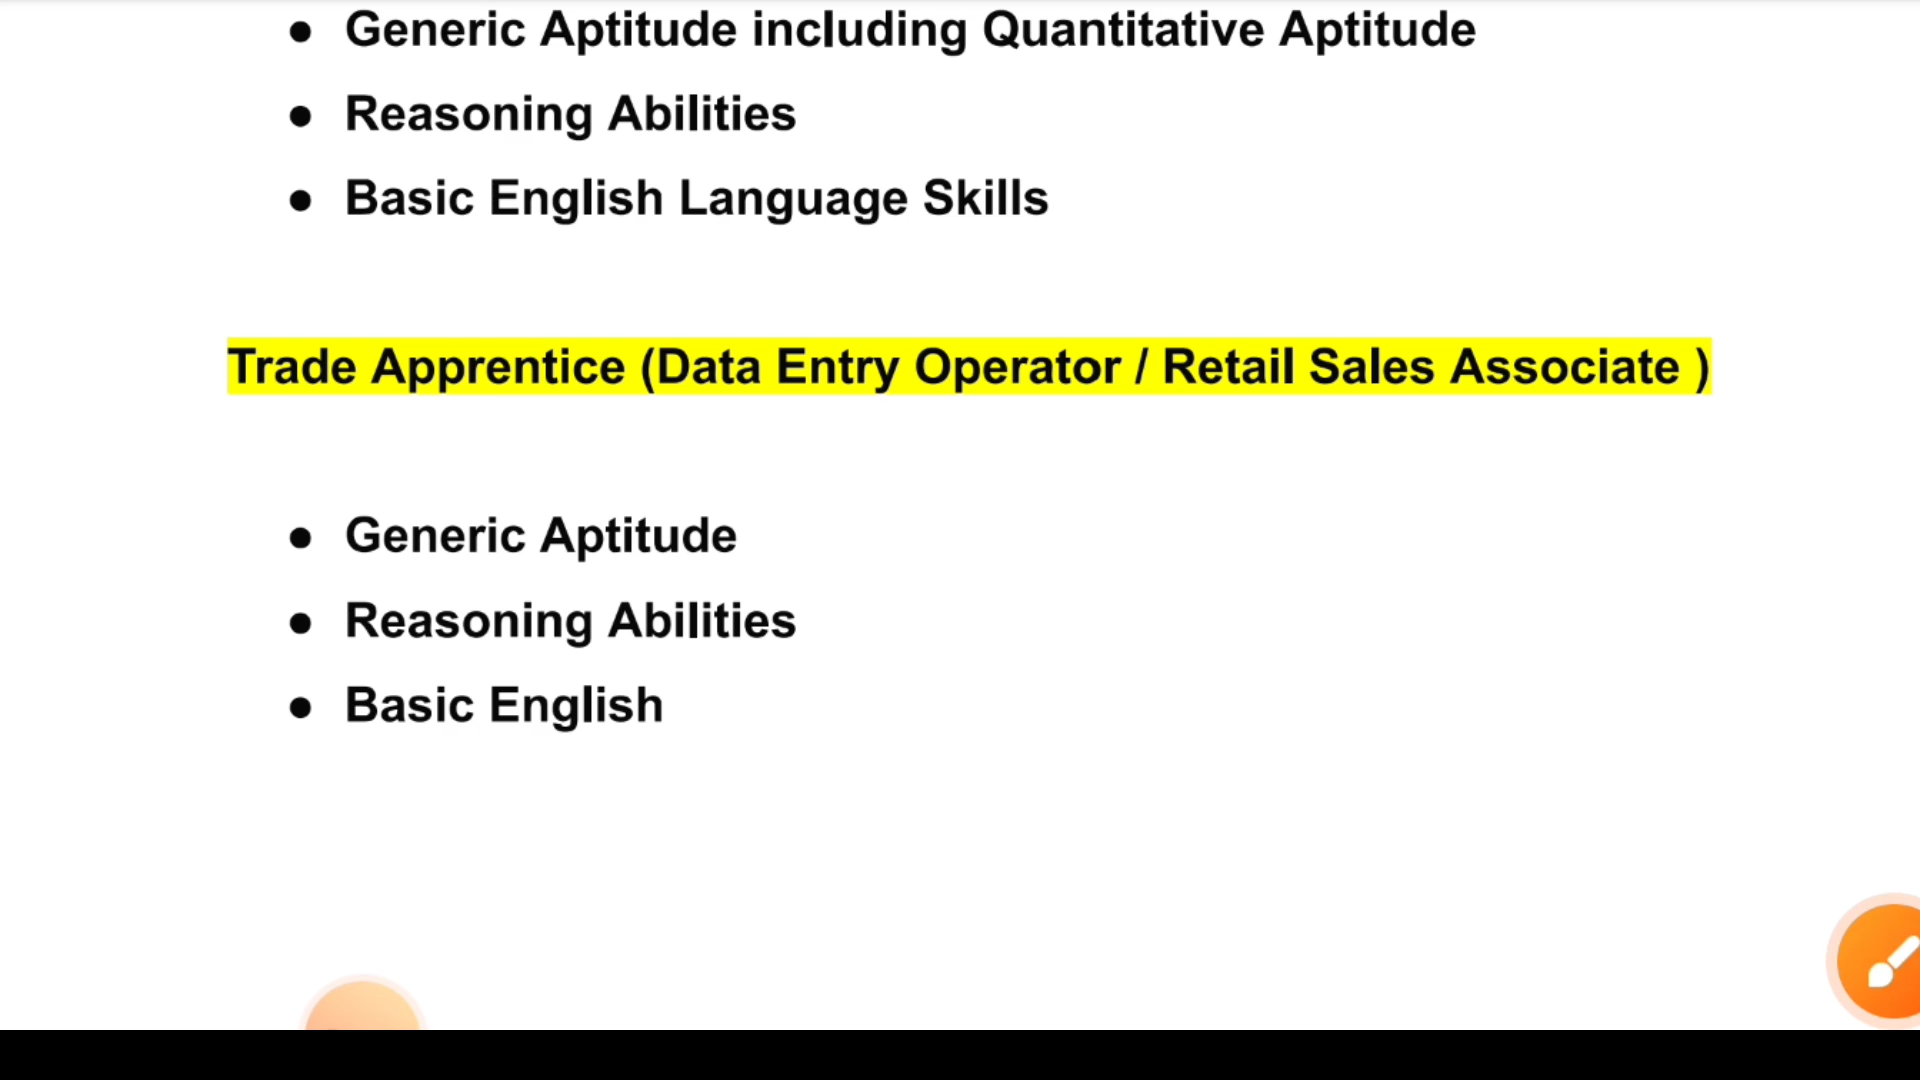 ● Generic Aptitude including Quantitative Aptitude
● Reasoning Abilities
● Basic English Language Skills
Trade Apprentice (Data Entry Operator / Retail Sales Associate )
● Generic Aptitude
● Reasoning Abilities
● Basic English